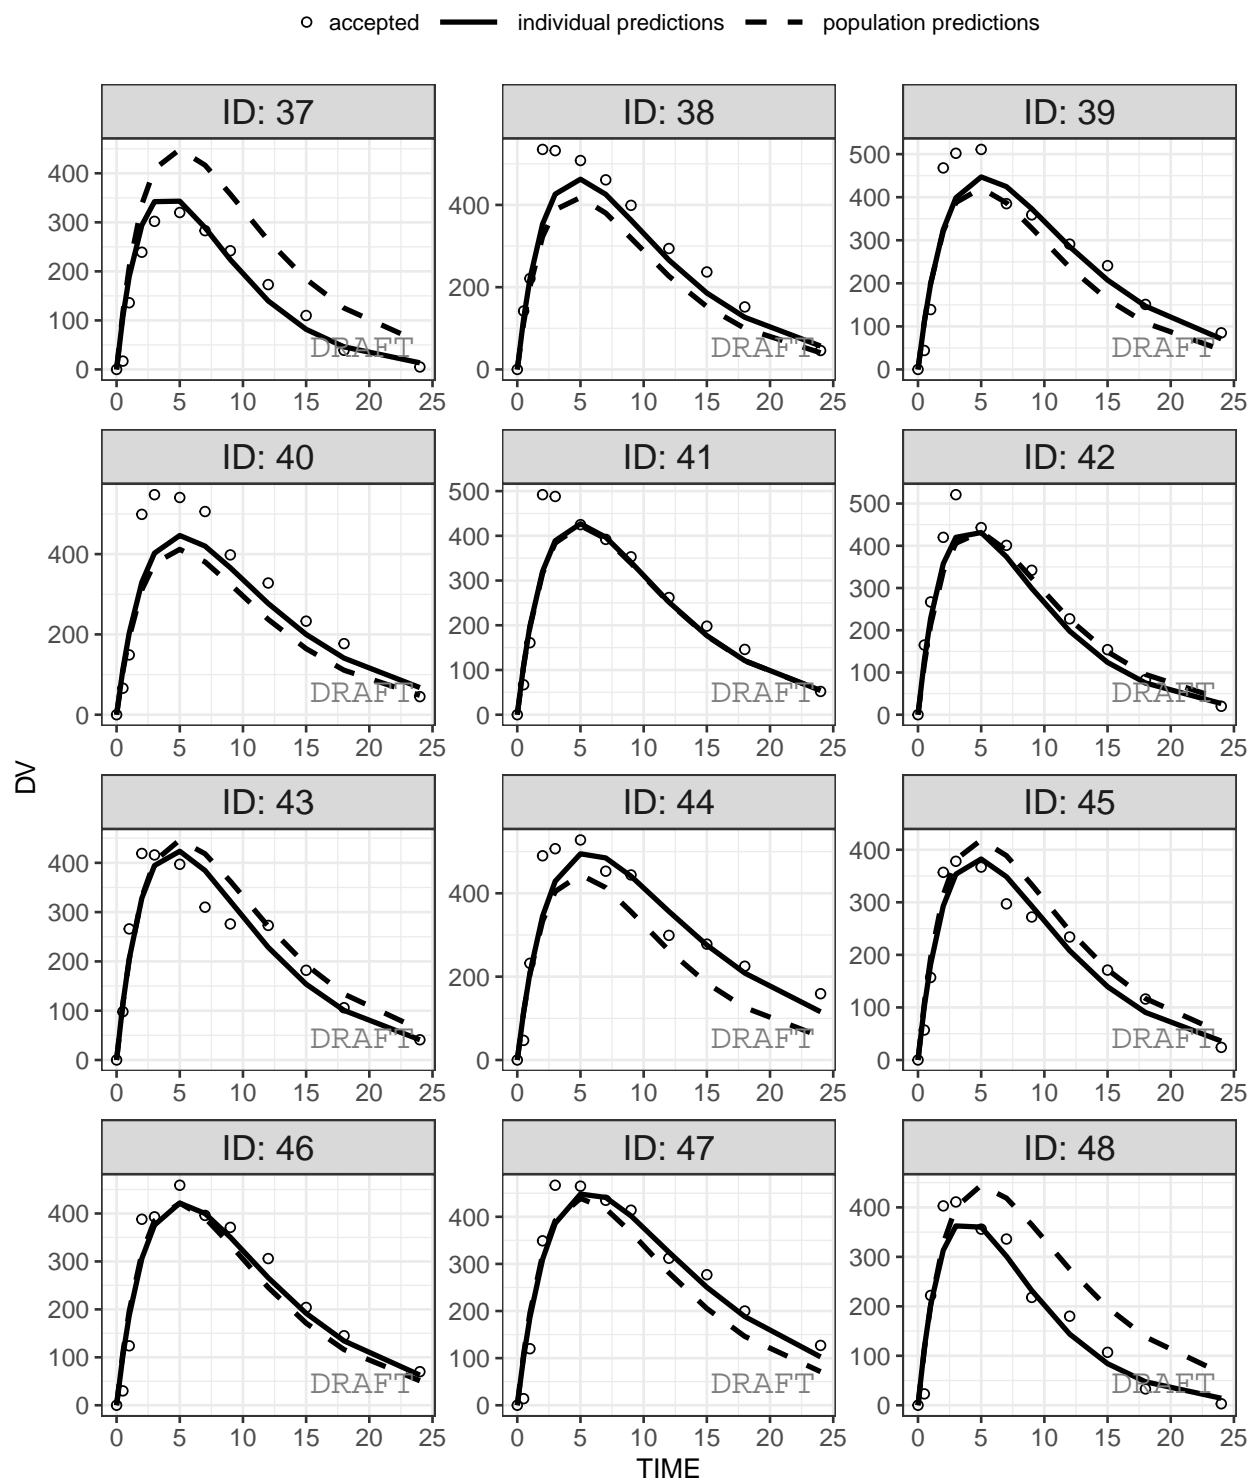 accepted individual predictions population predictions
ID: 37 ID: 38 ID: 39
400 300 200 100 0
400 200 0
500 400 300 200 100 0
DRAFT DRAFT DRAFT
0 5 10 15 20 25 0 5 10 15 20 25 0 5 10 15 20 25
ID: 40 ID: 41 ID: 42
400 200 0
500 400 300 200 100 0
500 400 300 200 100 0
DRAFT DRAFT DRAFT
0 5 10 15 20 25 0 5 10 15 20 25 0 5 10 15 20 25
DV
ID: 43 ID: 44 ID: 45
400 300 200 100 0
400 200 0
400 300 200 100 0
DRAFT DRAFT DRAFT
0 5 10 15 20 25 0 5 10 15 20 25 0 5 10 15 20 25
ID: 46 ID: 47 ID: 48
400 300 200 100 0
400 300 200 100 0
400 300 200 100 0
DRAFT DRAFT DRAFT
0 5 10 15 20 25 0 5 10 15 20 25 0 5 10 15 20 25
TIME